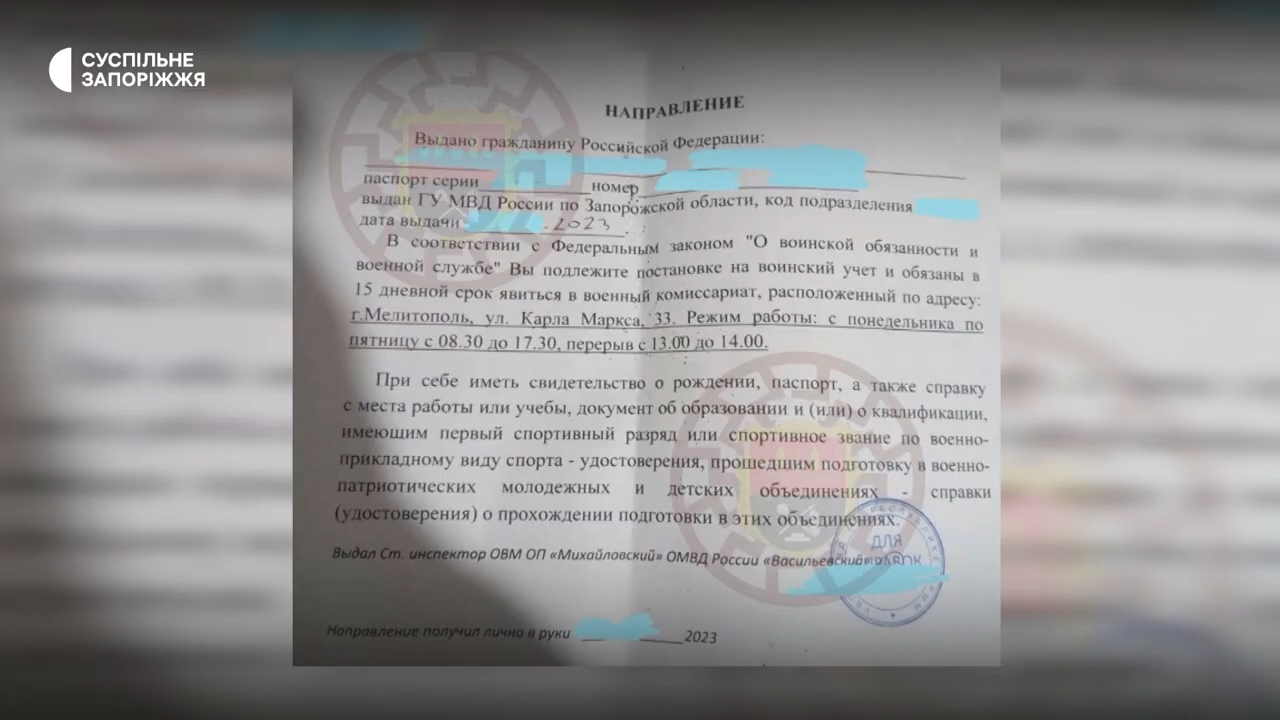 СУСПІЛЬНЕ
ЗАПОРІЖЖЯ
НАПРАВЛЕНИЕ
Выдано гражданину Российской Федерации:
паспорт серии номер
выдан ГУ МВД России по Запорожской области, код подразделения
дата выдачи .2023.
В соответствии с Федеральным законом "О воинской обязанности и
военной службе" Вы подлежите постановке на воинский учет и обязаны в
15 дневной срок явиться в военный комиссариат, расположенный по адресу:
г.Мелитополь, ул. Карла Маркса, 33. Режим работы: с понедельника по
пятницу с 08.30 до 17.30, перерыв с 13.00 до 14.00.
При себе иметь свидетельство о рождении, паспорт, а также справку
с места работы или учебы, документ об образовании и (или) о квалификации,
имеющим первый спортивный разряд или спортивное звание по военно-
прикладному виду спорта - удостоверения, прошедшим подготовку в военно-
патриотических молодежных и детских объединениях - справки
(удостоверения) о прохождении подготовки в этих объединениях.
Выдал Ст. инспектор ОВМ ОП «Михайловский» ОМВД России «Васильевский»
ДЛЯ
Направление получил лично в руки 2023